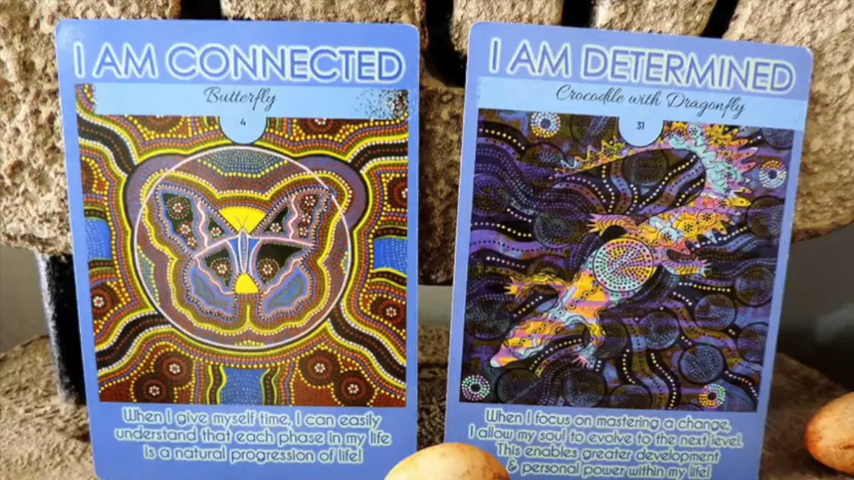 I AM CONNECTED
Butterfly
4
When I give myself time, I can easily
understand that each phase in my life
is a natural progression of life!
I AM DETERMINED
Crocodile with Dragonfly
31
When I focus on mastering a change,
I allow my soul to evolve to the next level.
This enables greater development
& personal power within my life!